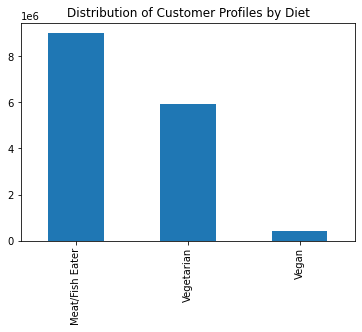 Distribution of Customer Profiles by Diet
1e6
8
6
4
2
0
Meat/Fish Eater
Vegetarian
Vegan